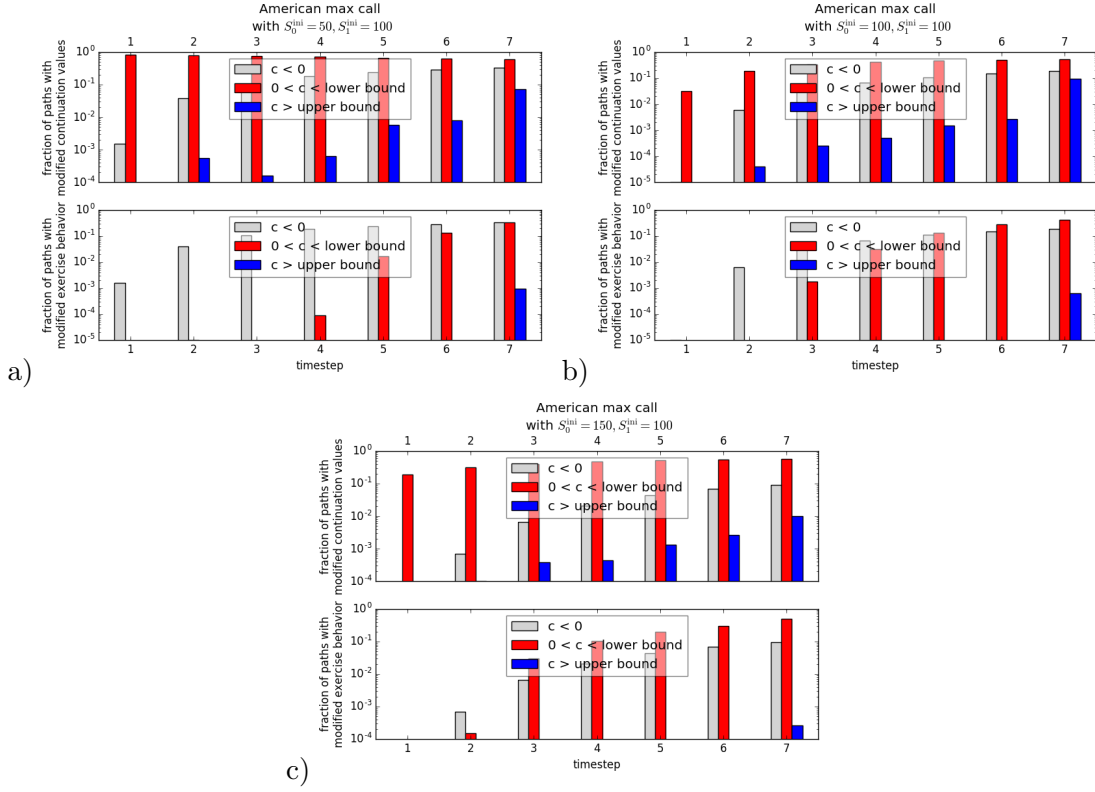 American max call
with $S_0^{\mathrm{ini}} = 50, S_1^{\mathrm{ini}} = 100$
1 2 3 4 5 6 7
fraction of paths with
modified continuation values
10^0
10^{-1}
10^{-2}
10^{-3}
10^{-4}
c < 0
0 < c < lower bound
c > upper bound
fraction of paths with
modified exercise behavior
10^0
10^{-1}
10^{-2}
10^{-3}
10^{-4}
10^{-5}
c < 0
0 < c < lower bound
c > upper bound
1 2 3 4 5 6 7
timestep
a)
American max call
with $S_0^{\mathrm{ini}} = 100, S_1^{\mathrm{ini}} = 100$
1 2 3 4 5 6 7
fraction of paths with
modified continuation values
10^0
10^{-1}
10^{-2}
10^{-3}
10^{-4}
10^{-5}
c < 0
0 < c < lower bound
c > upper bound
fraction of paths with
modified exercise behavior
10^0
10^{-1}
10^{-2}
10^{-3}
10^{-4}
10^{-5}
c < 0
0 < c < lower bound
c > upper bound
1 2 3 4 5 6 7
timestep
b)
American max call
with $S_0^{\mathrm{ini}} = 150, S_1^{\mathrm{ini}} = 100$
1 2 3 4 5 6 7
fraction of paths with
modified continuation values
10^0
10^{-1}
10^{-2}
10^{-3}
10^{-4}
c < 0
0 < c < lower bound
c > upper bound
fraction of paths with
modified exercise behavior
10^0
10^{-1}
10^{-2}
10^{-3}
10^{-4}
c < 0
0 < c < lower bound
c > upper bound
1 2 3 4 5 6 7
timestep
c)